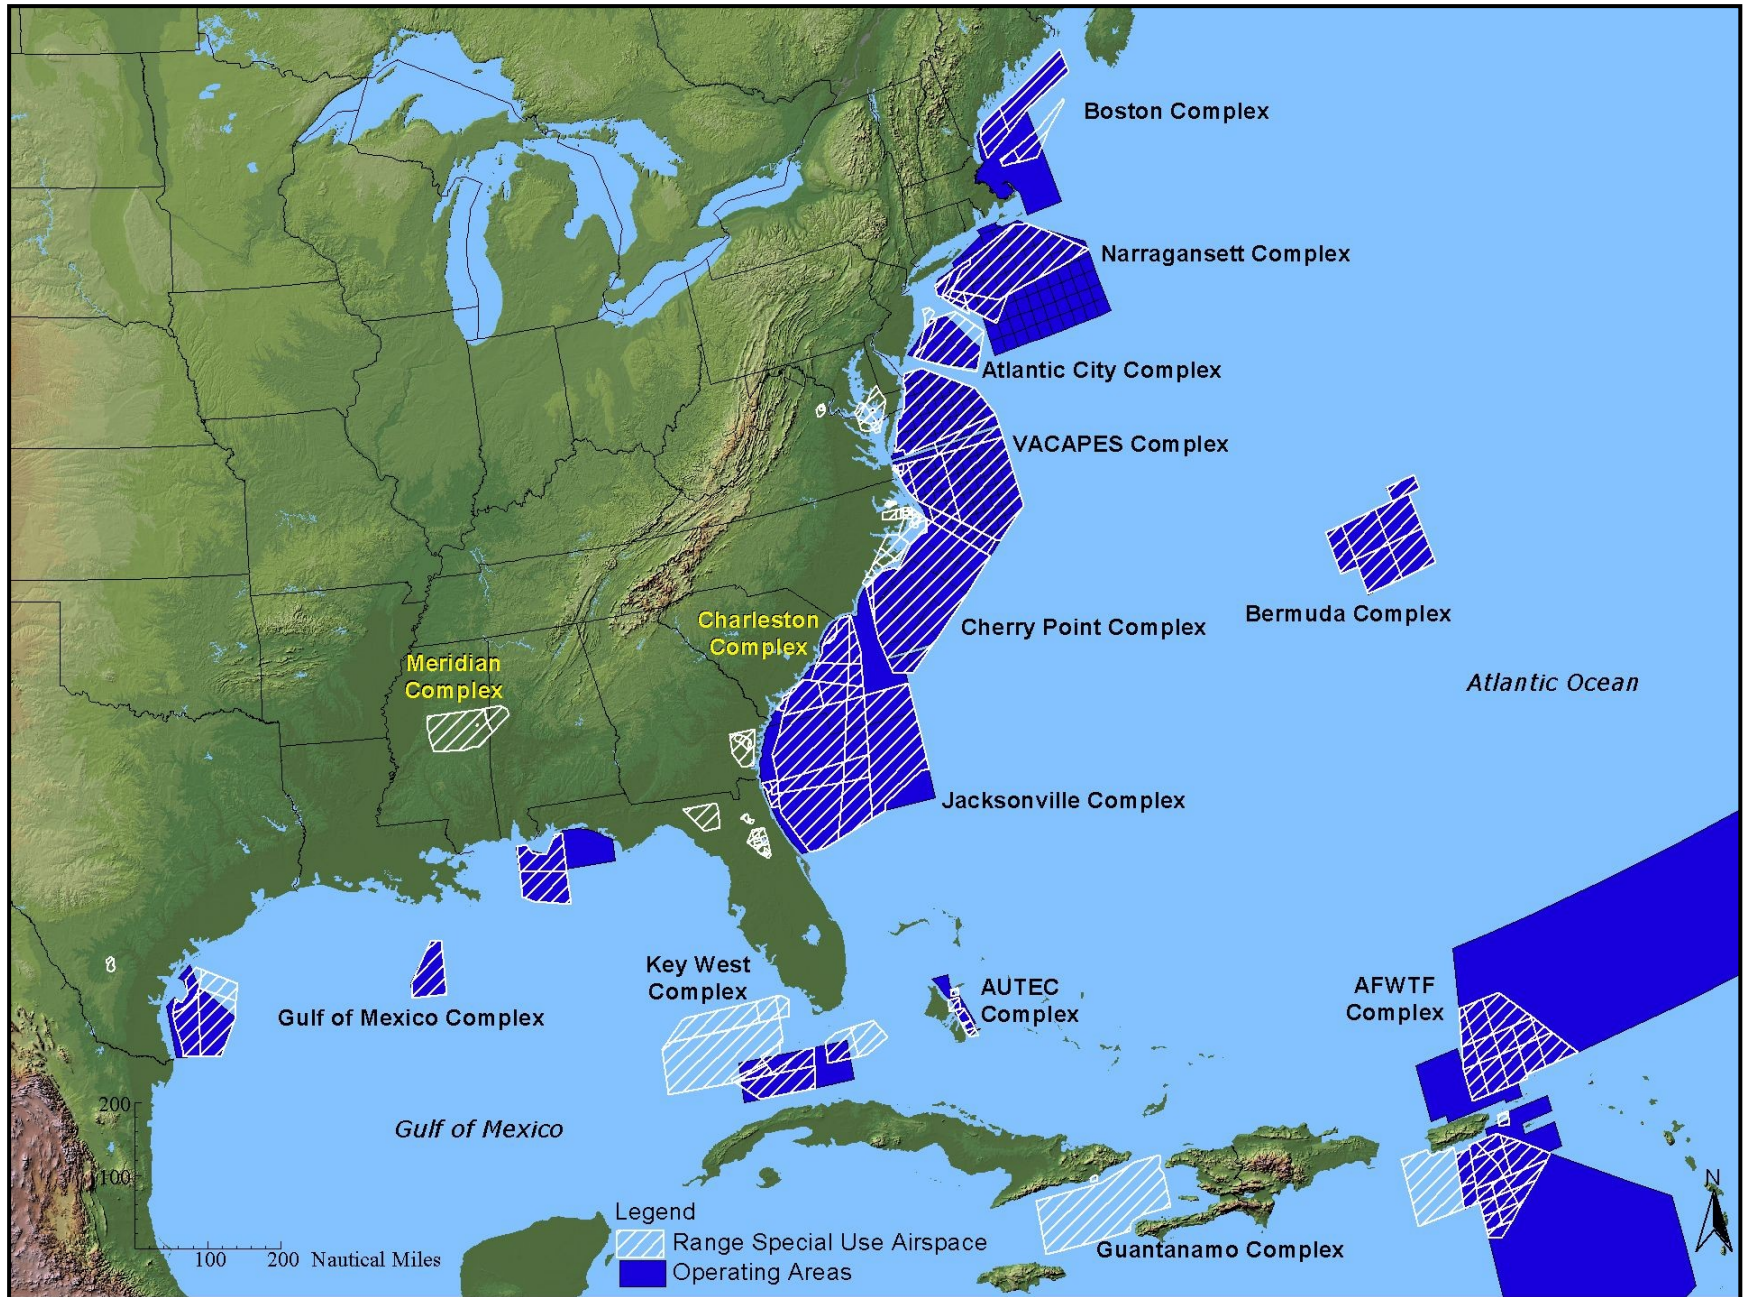 Boston Complex
Narragansett Complex
Atlantic City Complex
VACAPES Complex
Bermuda Complex
Cherry Point Complex
Charleston
Complex
Meridian
Complex
Atlantic Ocean
Jacksonville Complex
Key West
Complex
AUTEC
Complex
AFWTF
Complex
Gulf of Mexico Complex
Gulf of Mexico
200
100
100 200 Nautical Miles
Legend
Range Special Use Airspace
Operating Areas
Guantanamo Complex
N